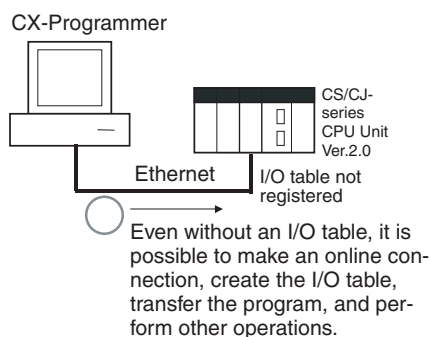 CX-Programmer
CS/CJ-
series
CPU Unit
Ver.2.0
Ethernet
I/O table not
registered
Even without an I/O table, it is
possible to make an online con-
nection, create the I/O table,
transfer the program, and per-
form other operations.